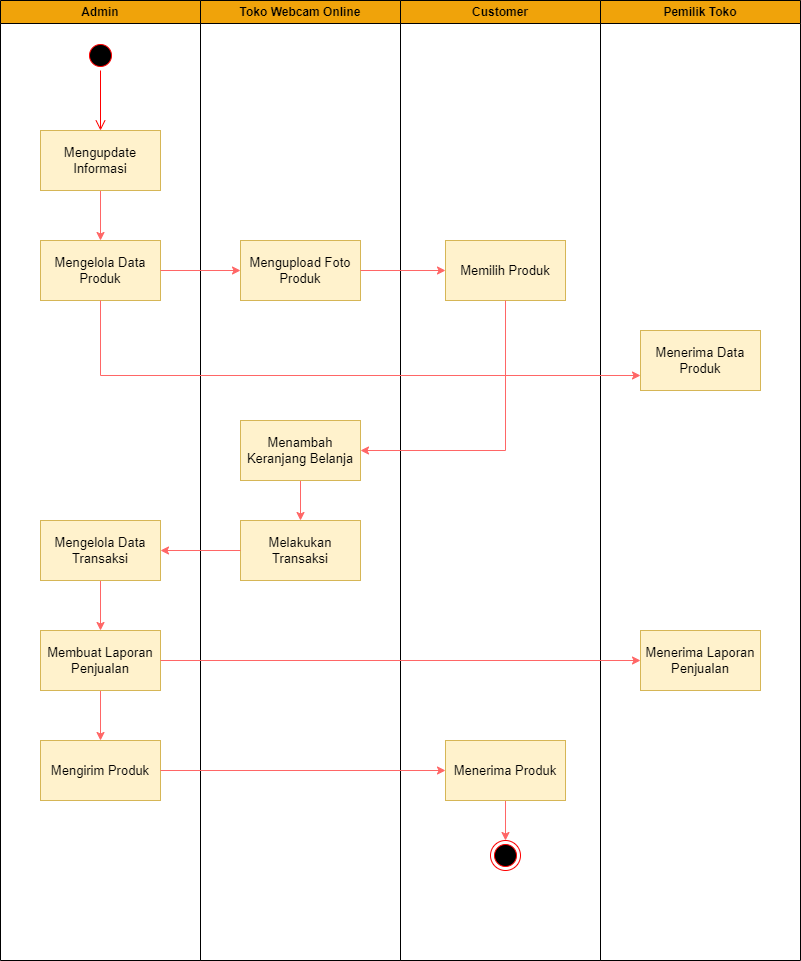 Admin
Toko Webcam Online
Customer
Pemilik Toko
Mengupdate
Informasi
Mengelola Data
Produk
Mengupload Foto
Produk
Memilih Produk
Menerima Data
Produk
Menambah
Keranjang Belanja
Mengelola Data
Transaksi
Melakukan
Transaksi
Membuat Laporan
Penjualan
Menerima Laporan
Penjualan
Mengirim Produk
Menerima Produk